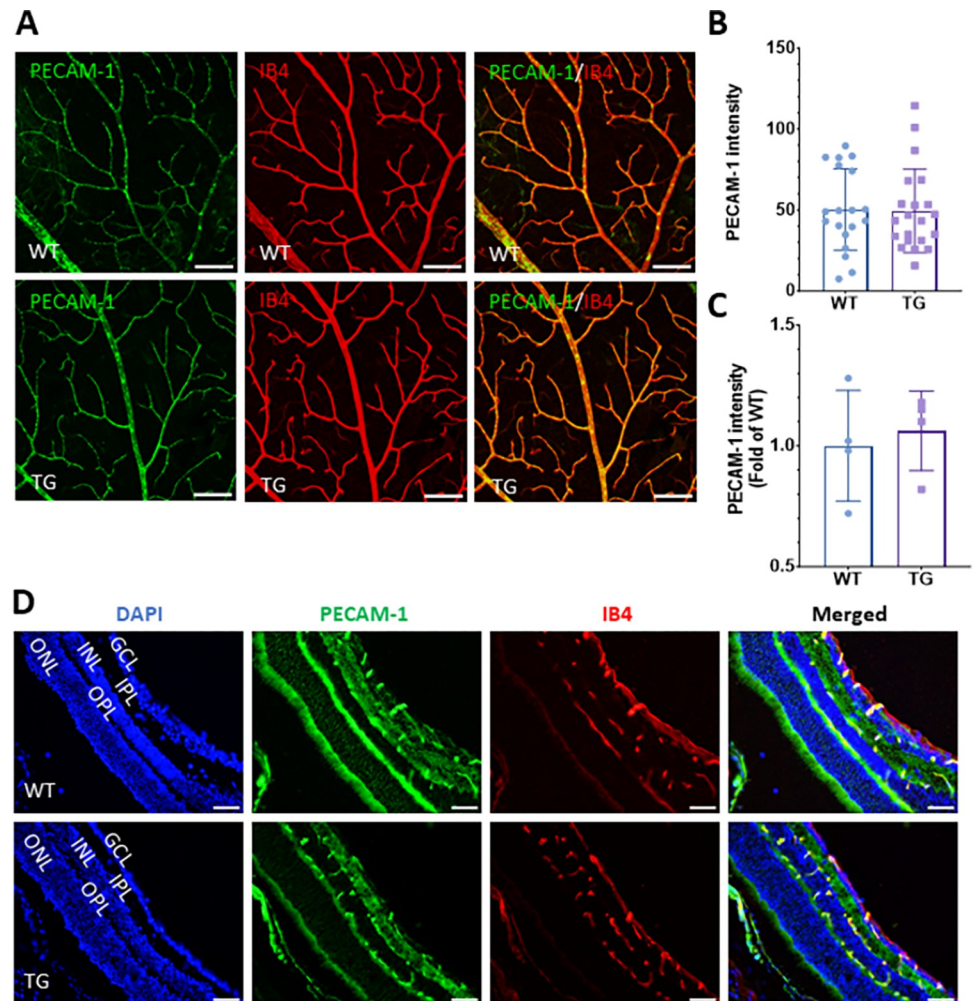 A
PECAM-1
IB4
PECAM-1/IB4
WT
WT
WT
PECAM-1
IB4
PECAM-1/IB4
TG
TG
TG
B
PECAM-1 intensity
150
100
50
0
WT
TG
C
PECAM-1 intensity
(Fold of WT)
1.5
1.0
0.5
WT
TG
D
DAPI
PECAM-1
IB4
Merged
ONL
INL
GCL
OPL
IPL
WT
ONL
INL
GCL
OPL
IPL
TG